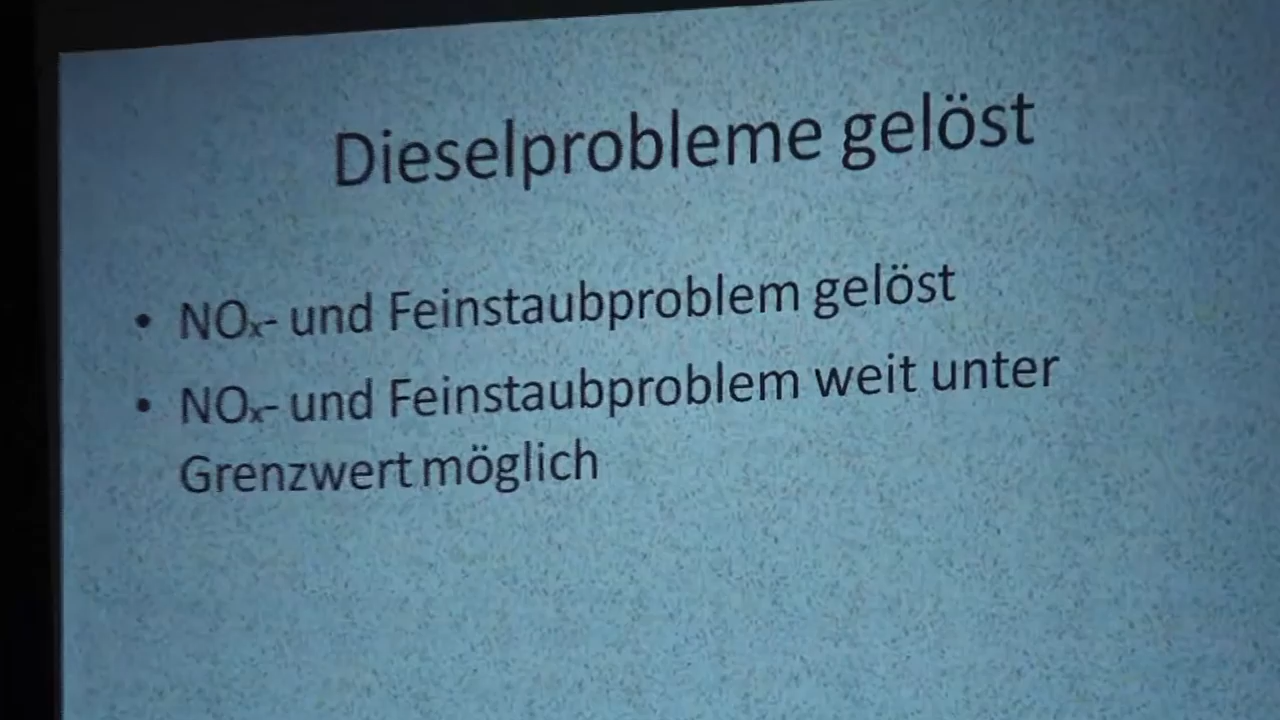 Dieselprobleme gelöst
• NOₓ- und Feinstaubproblem gelöst
• NOₓ- und Feinstaubproblem weit unter
Grenzwert möglich